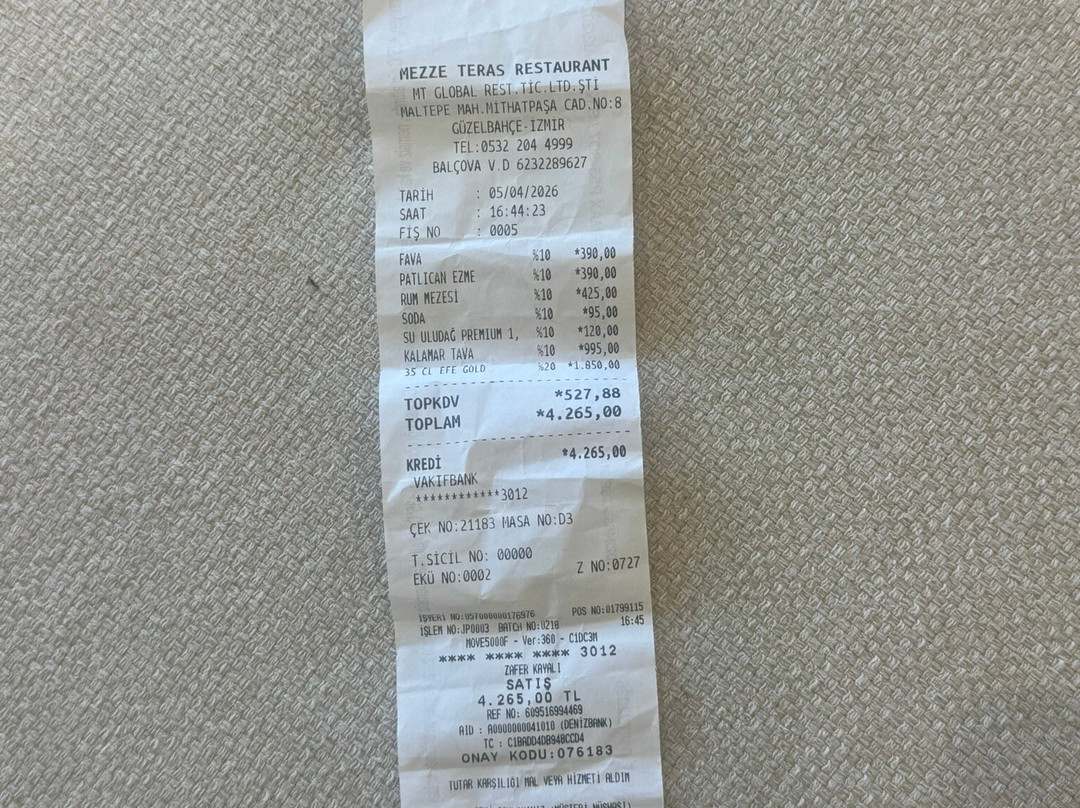 MEZZE TERAS RESTAURANT
MT GLOBAL REST.TİC.LTD.ŞTİ
MALTEPE MAH.MİTHATPAŞA CAD.NO:8
GÜZELBAHÇE-İZMİR
TEL:0532 204 4999
BALÇOVA V.D 6232289627
TARİH : 05/04/2026
SAAT : 16:44:23
FİŞ NO : 0005
FAVA %10 *390,00
PATLICAN EZME %10 *390,00
RUM MEZESİ %10 *425,00
SODA %10 *95,00
SU ULUDAĞ PREMIUM 1, %10 *120,00
KALAMAR TAVA %10 *995,00
35 CL EFE GOLD %20 *1.850,00
TOPKDV *527,88
TOPLAM *4.265,00
KREDİ *4.265,00
VAKIFBANK
************3012
ÇEK NO:21183 MASA NO:D3
T.SİCİL NO: 00000
EKÜ NO:0002 Z NO:0727
İŞYERİ NO:057000000176976 POS NO:01799115
İŞLEM NO:JP0003 BATCH NO:0218 16:45
MOVE5000F - Ver:360 - C1DC3M
**** **** **** 3012
ZAFER KAYALI
SATIŞ
4.265,00 TL
REF NO: 609516994469
AID : A0000000041010 (DENİZBANK)
TC : C1BADD4DB948CCD4
ONAY KODU:076183
TUTAR KARŞILIĞI MAL VEYA HİZMETİ ALDIM
(MÜŞTERİ NÜSHASI)